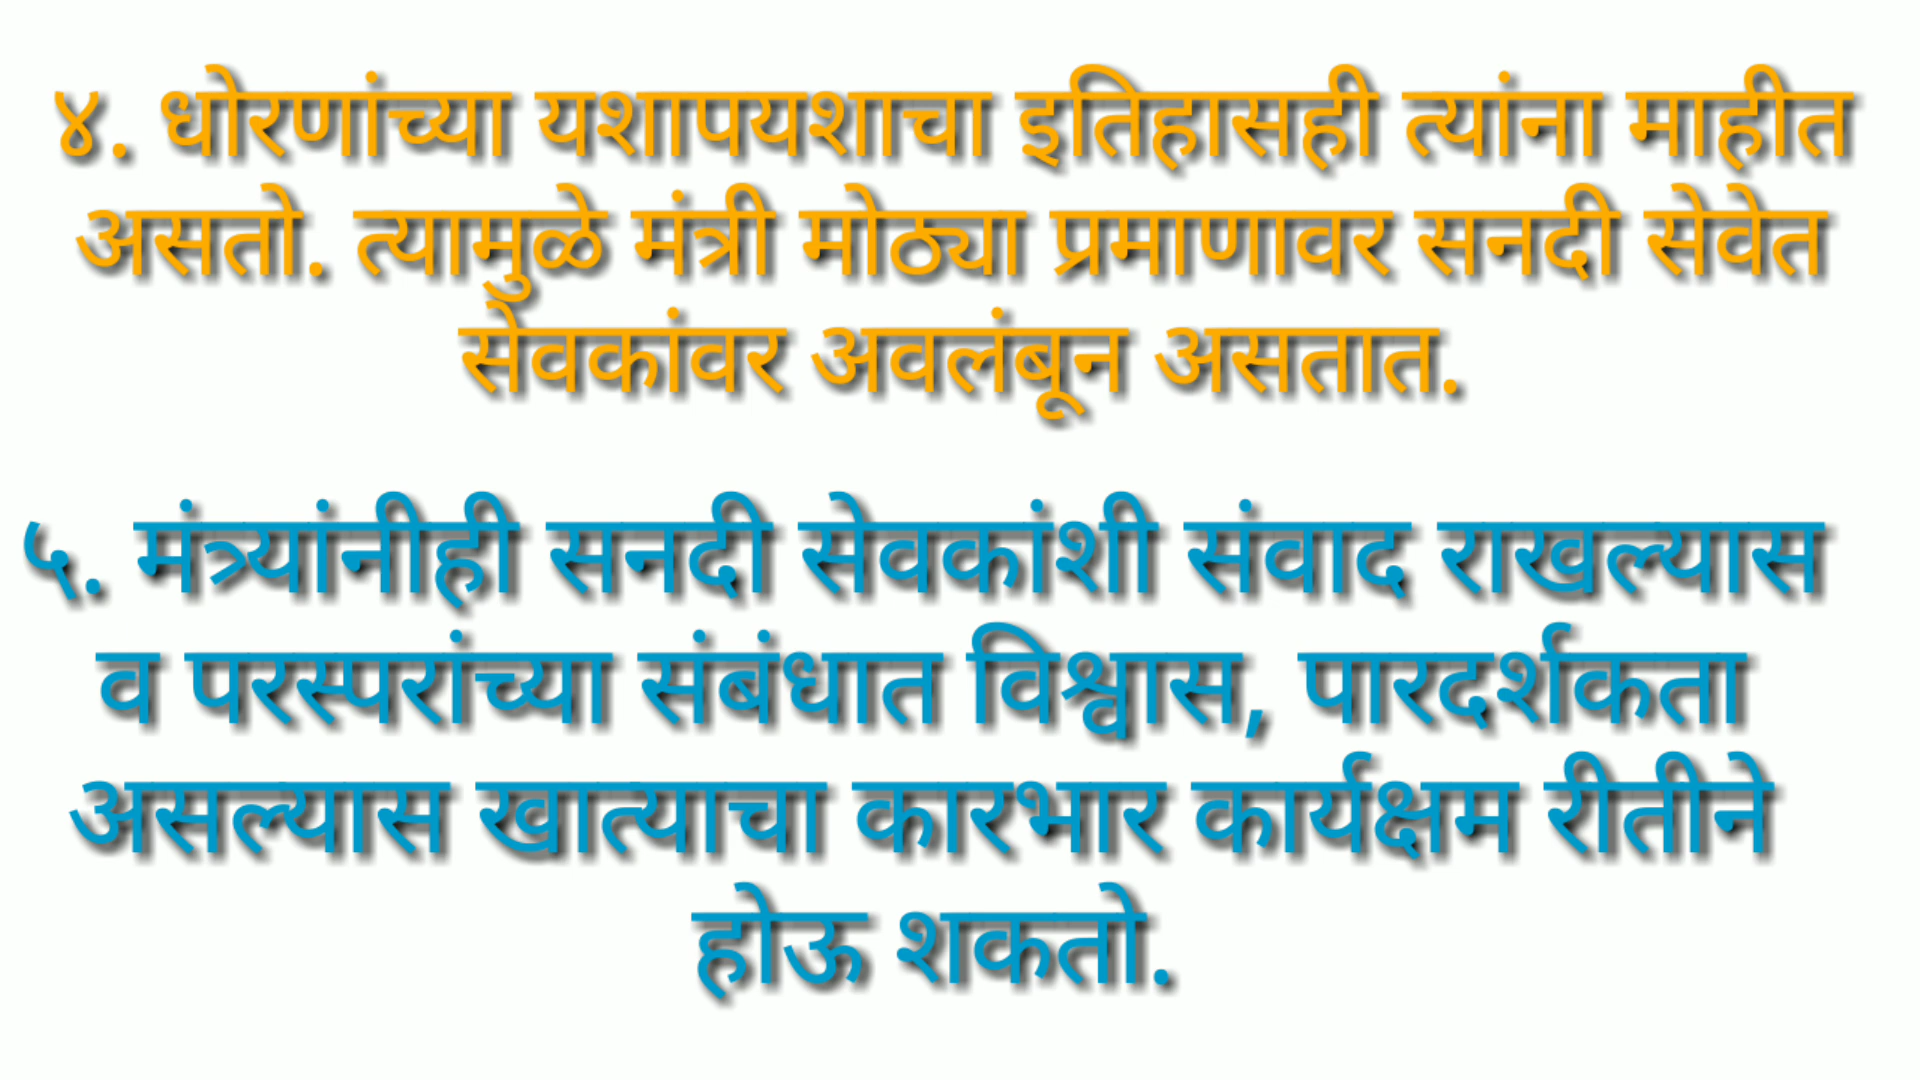 ४. धोरणांच्या यशापयशाचा इतिहासही त्यांना माहीत
असतो. त्यामुळे मंत्री मोठ्या प्रमाणावर सनदी सेवेत
सेवकांवर अवलंबून असतात.
५. मंत्र्यांनीही सनदी सेवकांशी संवाद राखल्यास
व परस्परांच्या संबंधात विश्वास, पारदर्शकता
असल्यास खात्याचा कारभार कार्यक्षम रीतीने
होऊ शकतो.